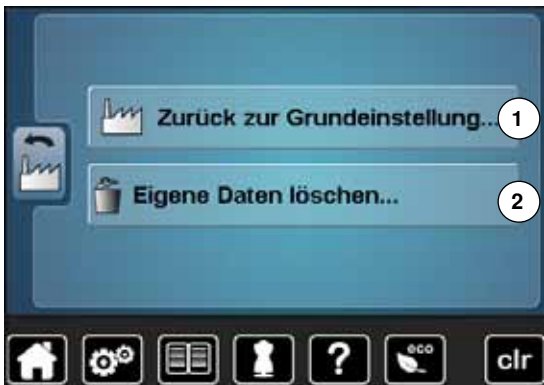 Zurück zur Grundeinstellung... 1
Eigene Daten löschen... 2
? eco clr